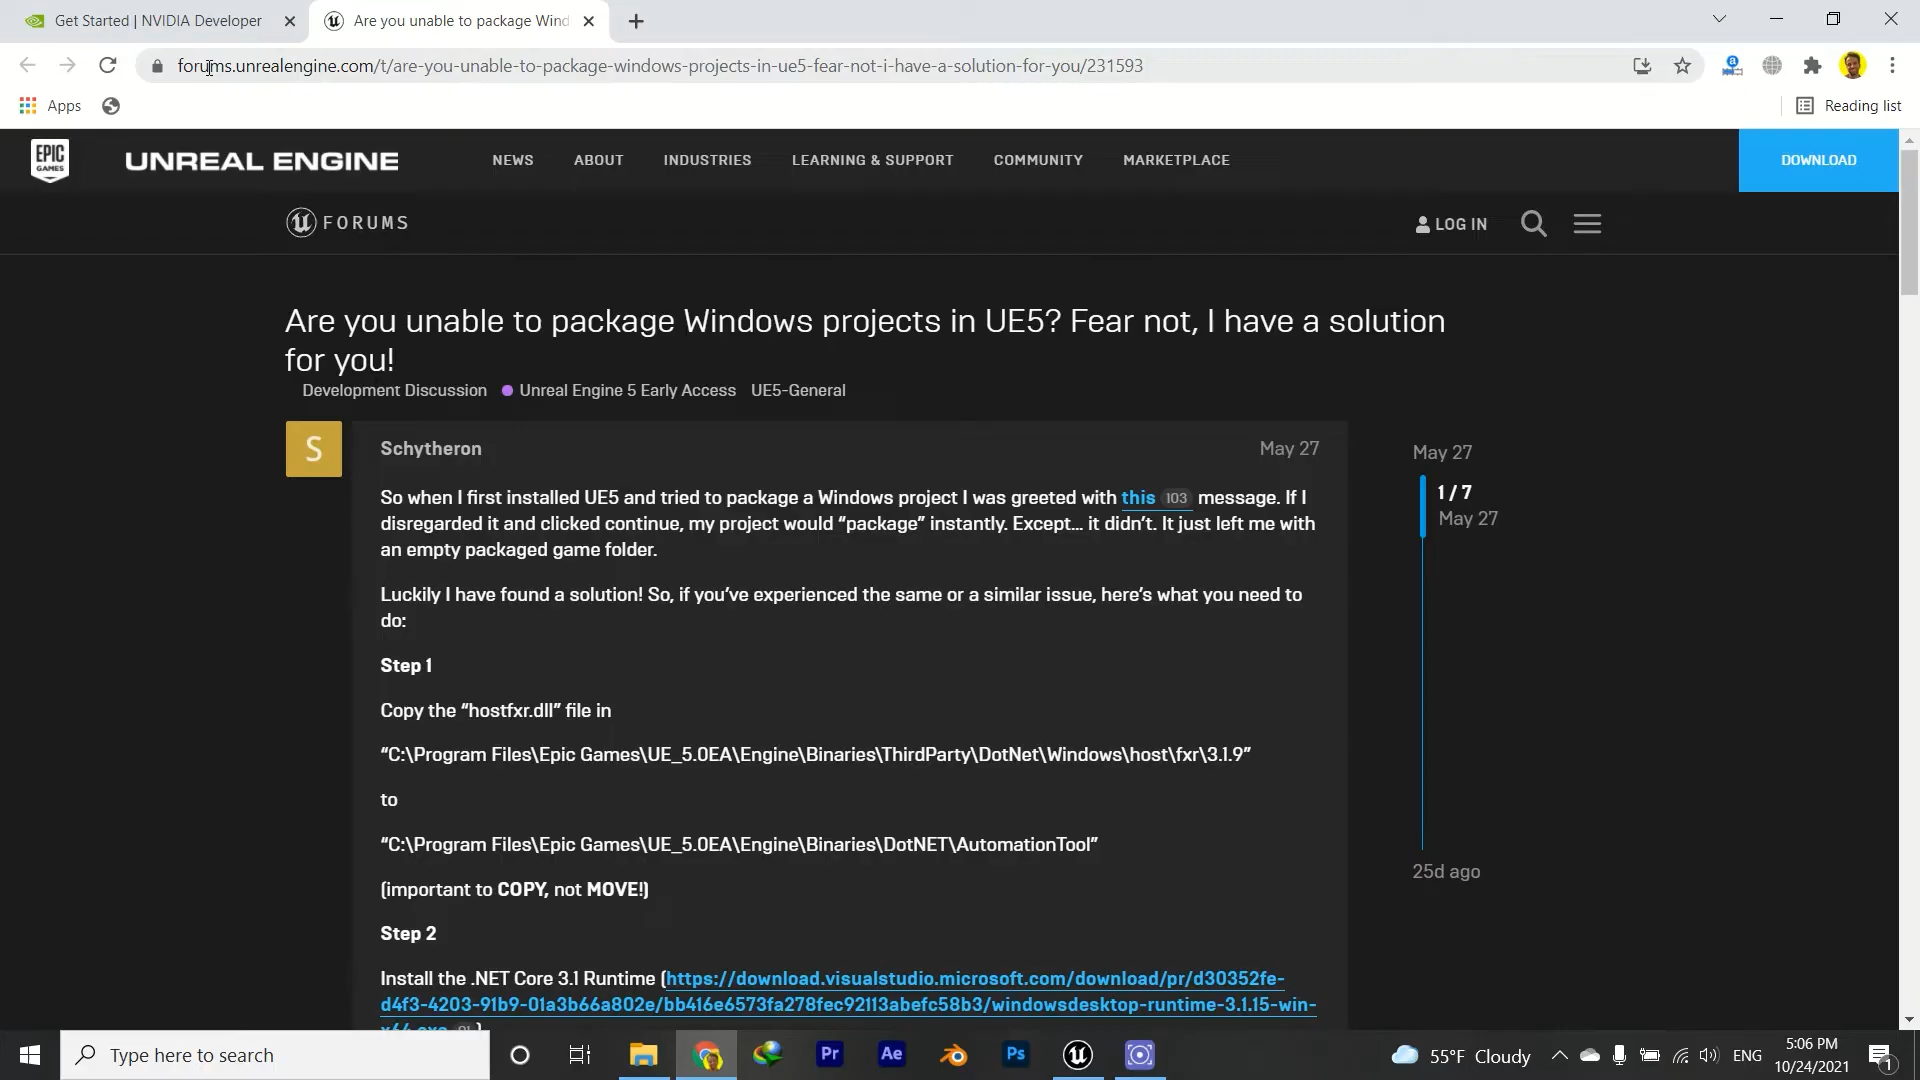 Get Started | NVIDIA Developer
Are you unable to package Wind
forums.unrealengine.com/t/are-you-unable-to-package-windows-projects-in-ue5-fear-not-i-have-a-solution-for-you/231593
Apps
Reading list
EPIC GAMES
UNREAL ENGINE
NEWS
ABOUT
INDUSTRIES
LEARNING & SUPPORT
COMMUNITY
MARKETPLACE
DOWNLOAD
FORUMS
LOG IN
Are you unable to package Windows projects in UE5? Fear not, I have a solution
for you!
Development Discussion
Unreal Engine 5 Early Access
UE5-General
S
Schytheron
May 27
So when I first installed UE5 and tried to package a Windows project I was greeted with this 103 message. If I
disregarded it and clicked continue, my project would “package” instantly. Except… it didn’t. It just left me with
an empty packaged game folder.
Luckily I have found a solution! So, if you’ve experienced the same or a similar issue, here’s what you need to
do:
Step 1
Copy the “hostfxr.dll” file in
“C:\Program Files\Epic Games\UE_5.0EA\Engine\Binaries\ThirdParty\DotNet\Windows\host\fxr\3.1.9”
to
“C:\Program Files\Epic Games\UE_5.0EA\Engine\Binaries\DotNET\AutomationTool”
(important to COPY, not MOVE!)
Step 2
Install the .NET Core 3.1 Runtime (https://download.visualstudio.microsoft.com/download/pr/d30352fe-
d4f3-4203-91b9-01a3b66a802e/bb416e6573fa278fec92113abefc58b3/windowsdesktop-runtime-3.1.15-win-
x64.exe 91 )
May 27
1 / 7
May 27
25d ago
Type here to search
Pr
Ae
Ps
55°F Cloudy
ENG
5:06 PM
10/24/2021
1